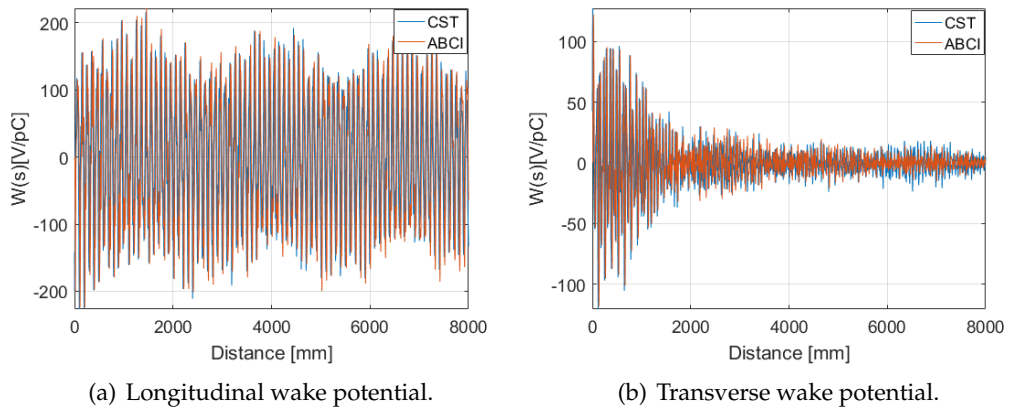 200
100
0
-100
-200
W(s)[V/pC]
CST
ABCI
0 2000 4000 6000 8000
Distance [mm]
(a) Longitudinal wake potential.
100
50
0
-50
-100
W(s)[V/pC]
CST
ABCI
0 2000 4000 6000 8000
Distance [mm]
(b) Transverse wake potential.